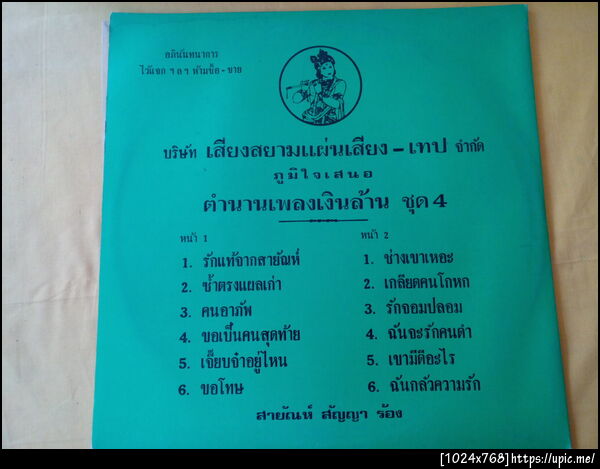 อภินันทนาการ
ไว้แจก ฯลฯ ห้ามซื้อ - ขาย
บริษัท เสียงสยามแผ่นเสียง - เทป จำกัด
ภูมิใจเสนอ
ตำนานเพลงเงินล้าน ชุด 4
หน้า 1
1. รักแท้จากสายัณห์
2. ช้ำตรงแผลเก่า
3. คนอาภัพ
4. ขอเป็นคนสุดท้าย
5. เจี๊ยบจ๋าอยู่ไหน
6. ขอโทษ
หน้า 2
1. ช่างเขาเหอะ
2. เกลียดคนโกหก
3. รักจอมปลอม
4. ฉันจะรักคนดำ
5. เขามีดีอะไร
6. ฉันกลัวความรัก
สายัณห์ สัญญา ร้อง
[1024x768]https://upic.me/